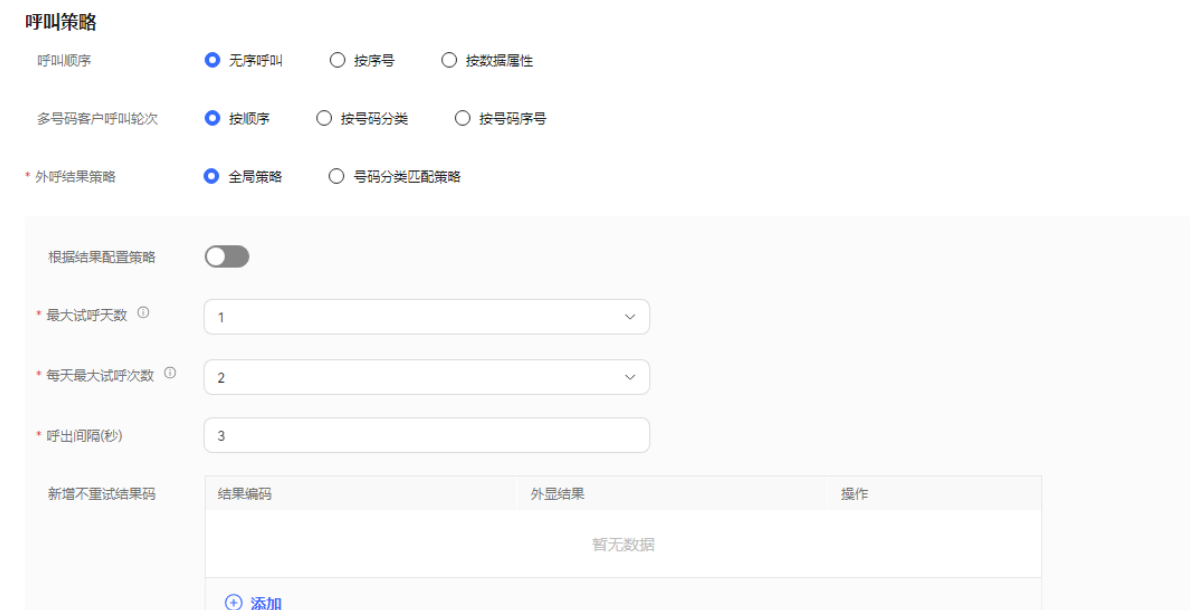 呼叫策略
呼叫顺序 无序呼叫 按序号 按数据属性
多号码客户呼叫轮次 按顺序 按号码分类 按号码序号
* 外呼结果策略 全局策略 号码分类匹配策略
根据结果配置策略
* 最大试呼天数 1
* 每天最大试呼次数 2
* 呼出间隔(秒) 3
新增不重试结果码 结果编码 外显结果 操作
暂无数据
添加